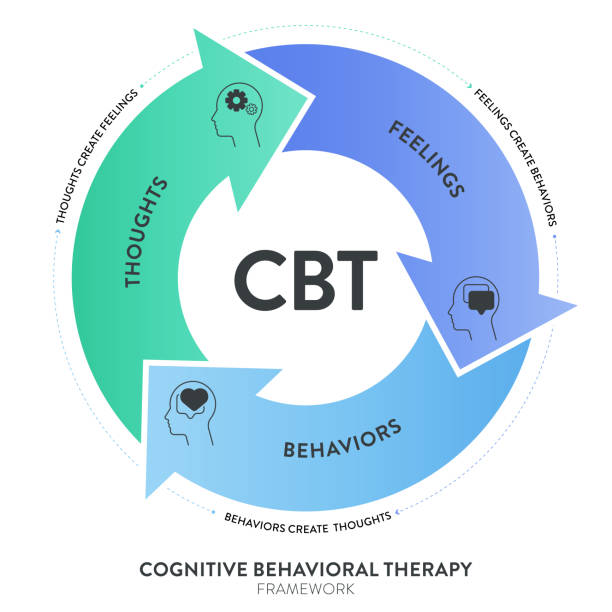 THOUGHTS CREATE FEELINGS
FEELINGS CREATE BEHAVIORS
THOUGHTS
FEELINGS
CBT
BEHAVIORS
BEHAVIORS CREATE THOUGHTS
COGNITIVE BEHAVIORAL THERAPY
FRAMEWORK